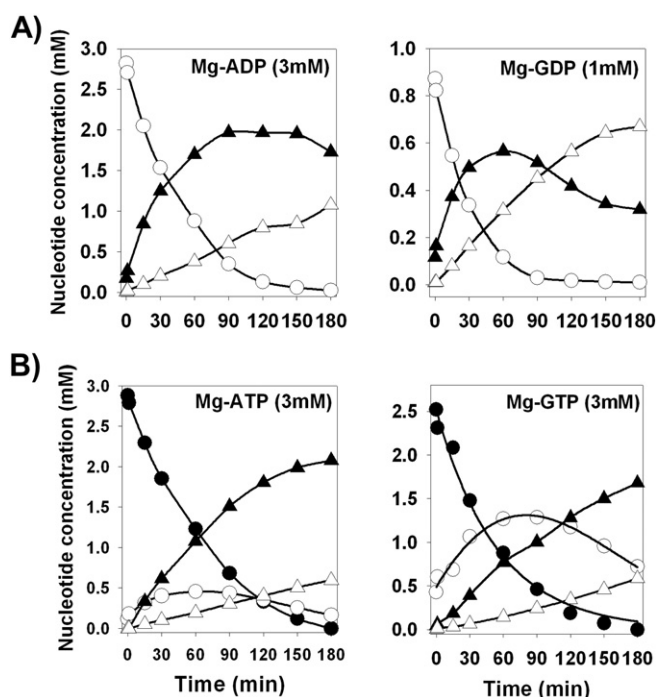 A)
Nucleotide concentration (mM)
Mg-ADP (3mM)
3.0
2.5
2.0
1.5
1.0
0.5
0.0
0 30 60 90 120 150 180
Mg-GDP (1mM)
1.0
0.8
0.6
0.4
0.2
0.0
0 30 60 90 120 150 180
B)
Nucleotide concentration (mM)
Mg-ATP (3mM)
3.0
2.5
2.0
1.5
1.0
0.5
0.0
0 30 60 90 120 150 180
Time (min)
Mg-GTP (3mM)
2.5
2.0
1.5
1.0
0.5
0.0
0 30 60 90 120 150 180
Time (min)